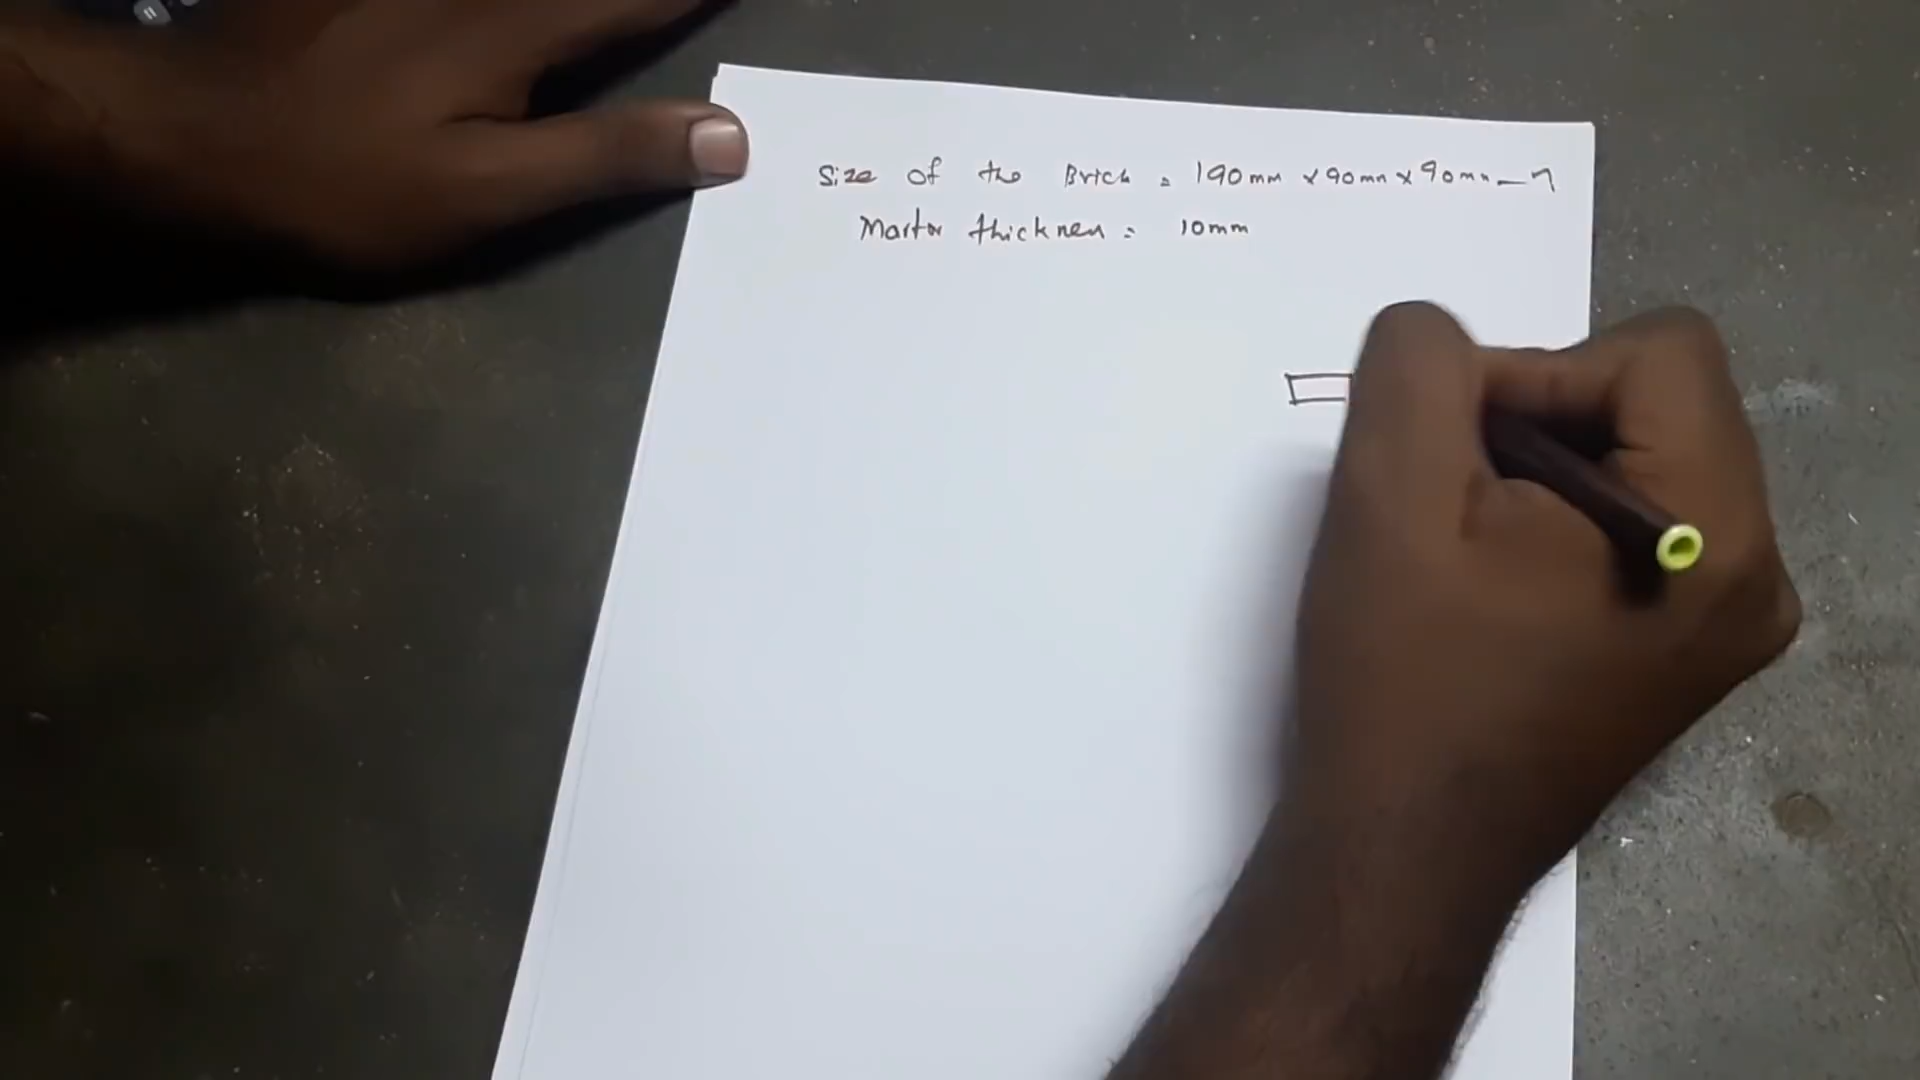 Size of the Brick = 190mm x 90mm x 90mm
Mortar thickness = 10mm